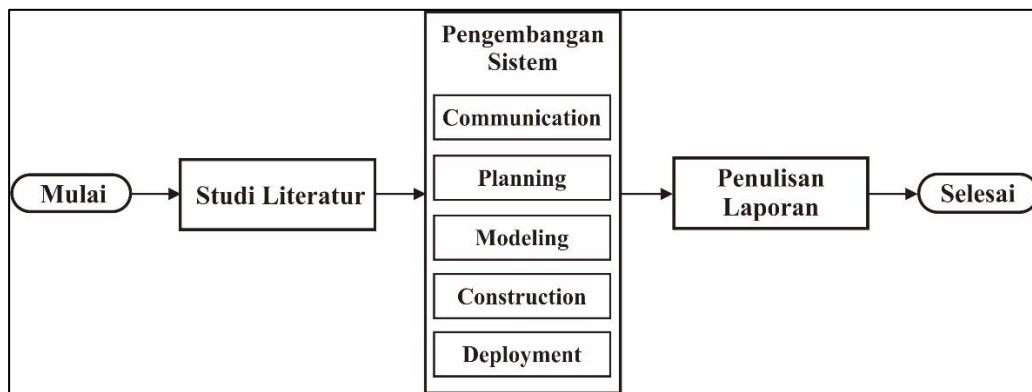 Mulai
Studi Literatur
Pengembangan
Sistem
Communication
Planning
Modeling
Construction
Deployment
Penulisan
Laporan
Selesai